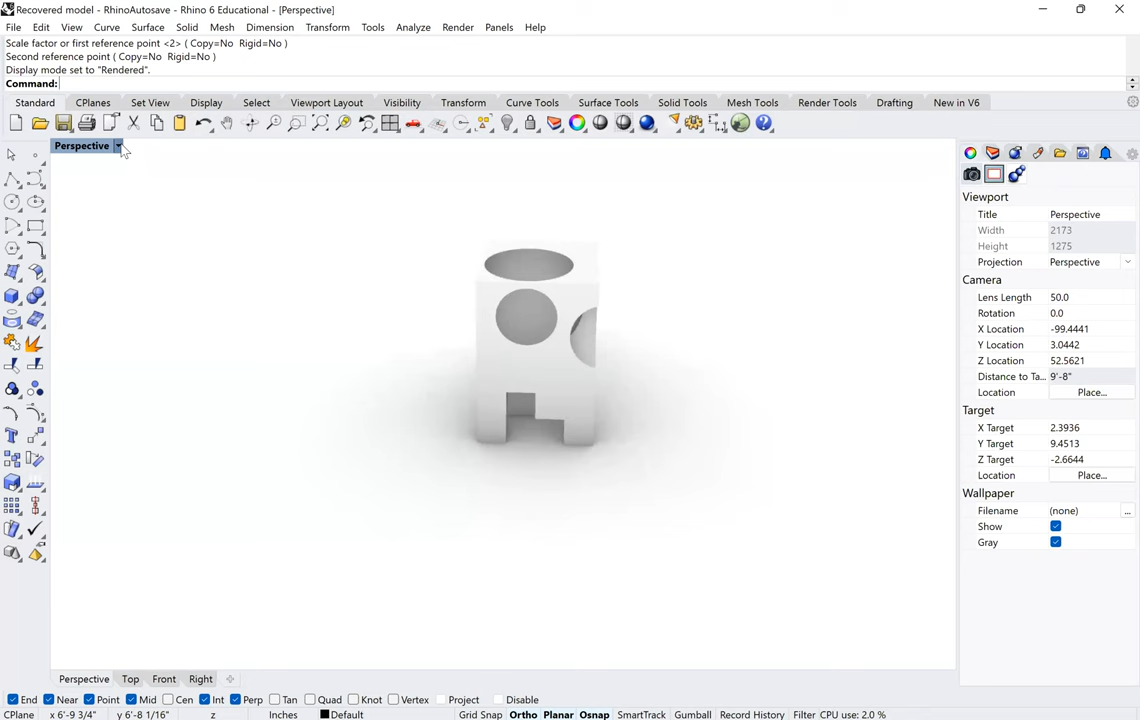 Recovered model - RhinoAutosave - Rhino 6 Educational - [Perspective]
File Edit View Curve Surface Solid Mesh Dimension Transform Tools Analyze Render Panels Help
Scale factor or first reference point <2> ( Copy=No Rigid=No )
Second reference point ( Copy=No Rigid=No )
Display mode set to "Rendered".
Command:
Standard CPlanes Set View Display Select Viewport Layout Visibility Transform Curve Tools Surface Tools Solid Tools Mesh Tools Render Tools Drafting New in V6
Perspective
Viewport
Title Perspective
Width 2173
Height 1275
Projection Perspective
Camera
Lens Length 50.0
Rotation 0.0
X Location -99.4441
Y Location 3.0442
Z Location 52.5621
Distance to Ta... 9'-8"
Location Place...
Target
X Target 2.3936
Y Target 9.4513
Z Target -2.6644
Location Place...
Wallpaper
Filename (none) ...
Show
Gray
Perspective Top Front Right
End Near Point Mid Cen Int Perp Tan Quad Knot Vertex Project Disable
CPlane x 6'-9 3/4" y 6'-8 1/16" z Inches Default Grid Snap Ortho Planar Osnap SmartTrack Gumball Record History Filter CPU use: 2.0 %